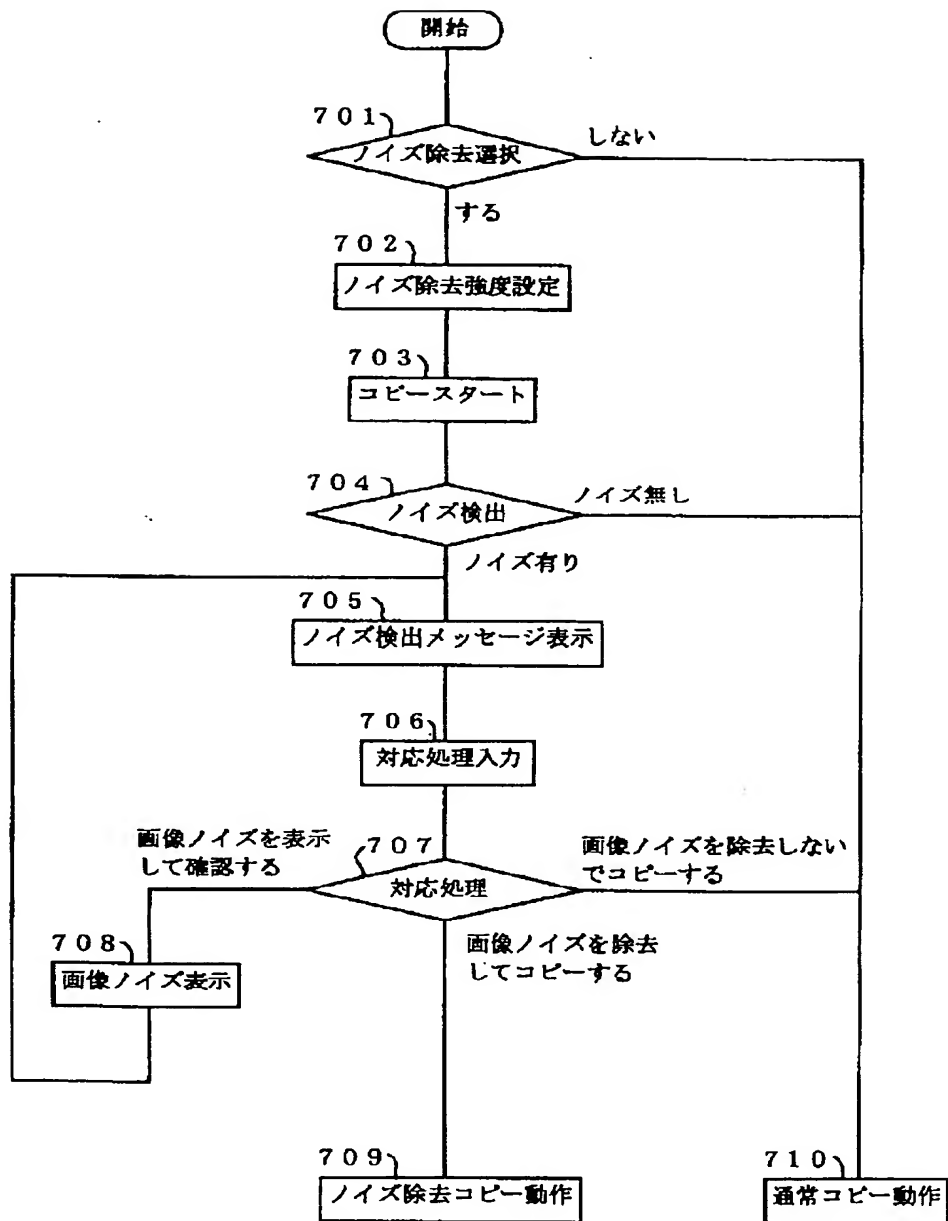 開始
701
ノイズ除去選択
しない
する
702
ノイズ除去強度設定
703
コピースタート
704
ノイズ検出
ノイズ無し
ノイズ有り
705
ノイズ検出メッセージ表示
706
対応処理入力
画像ノイズを表示
して確認する
707
対応処理
画像ノイズを除去しない
でコピーする
画像ノイズを除去
してコピーする
708
画像ノイズ表示
709
ノイズ除去コピー動作
710
通常コピー動作